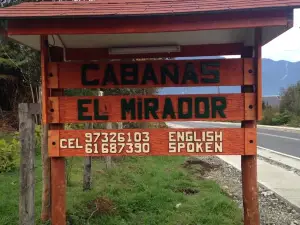 CABAÑAS
EL MIRADOR
CEL 97326103
61687390
ENGLISH
SPOKEN